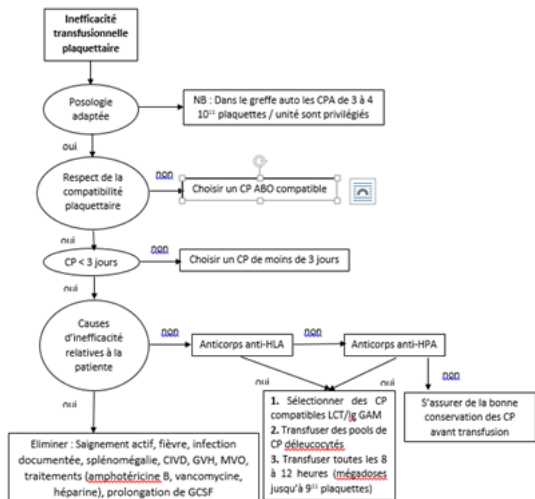 Inefficacité
transfusionnelle
plaquettaire
Posologie
adaptée
NB : Dans le greffe auto les CPA de 3 à 4
10¹¹ plaquettes / unité sont privilégiés
oui
Respect de la
compatibilité
plaquettaire
non
Choisir un CP ABO compatible
oui
CP < 3 jours
non
Choisir un CP de moins de 3 jours
oui
Causes
d'inefficacité
relatives à la
patiente
non
Anticorps anti-HLA
non
Anticorps anti-HPA
oui
oui
oui
non
Eliminer : Saignement actif, fièvre, infection
documentée, splénomégalie, CIVD, GVH, MVO,
traitements (amphotéricine B, vancomycine,
héparine), prolongation de GCSF
1. Sélectionner des CP
compatibles LCT/Ig GAM
2. Transfuser des pools de
CP déleucocytés
3. Transfuser toutes les 8
à 12 heures (mégadoses
jusqu'à 9¹¹ plaquettes)
S'assurer de la bonne
conservation des CP
avant transfusion